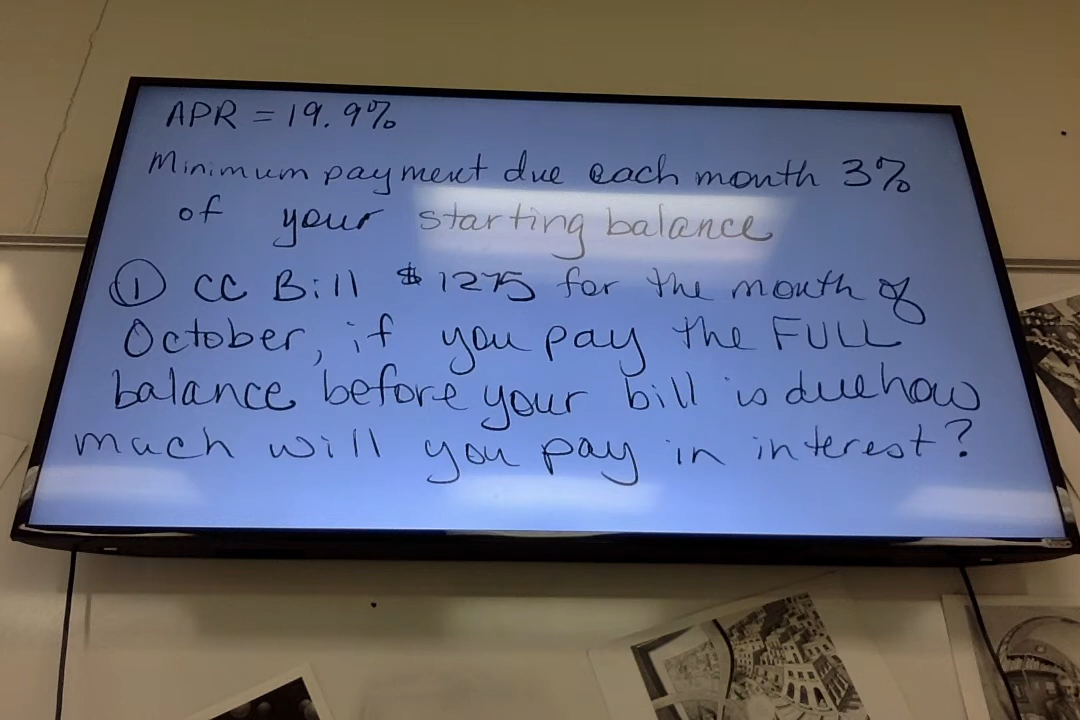 APR = 19.9%
Minimum payment due each month 3%
of your starting balance
① CC Bill $1275 for the month of
October, if you pay the FULL
balance before your bill is due how
much will you pay in interest?